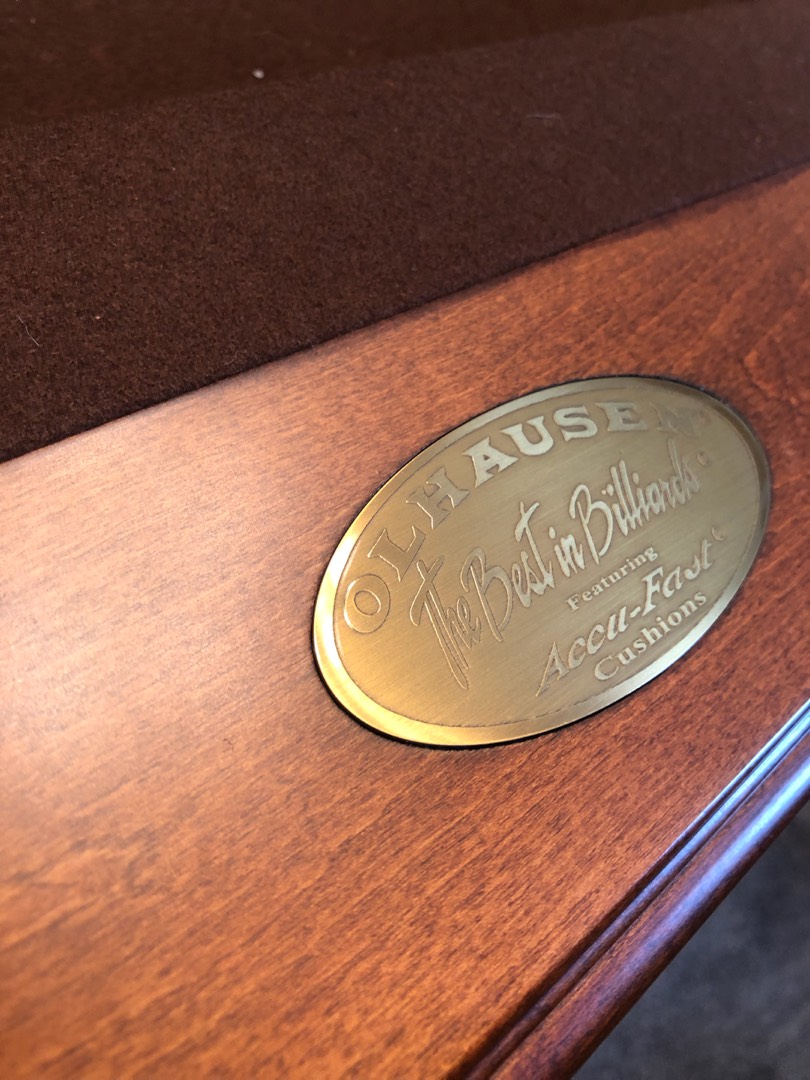 OLHAUSEN®
The Best in Billiards
Featuring
Accu-Fast
Cushions